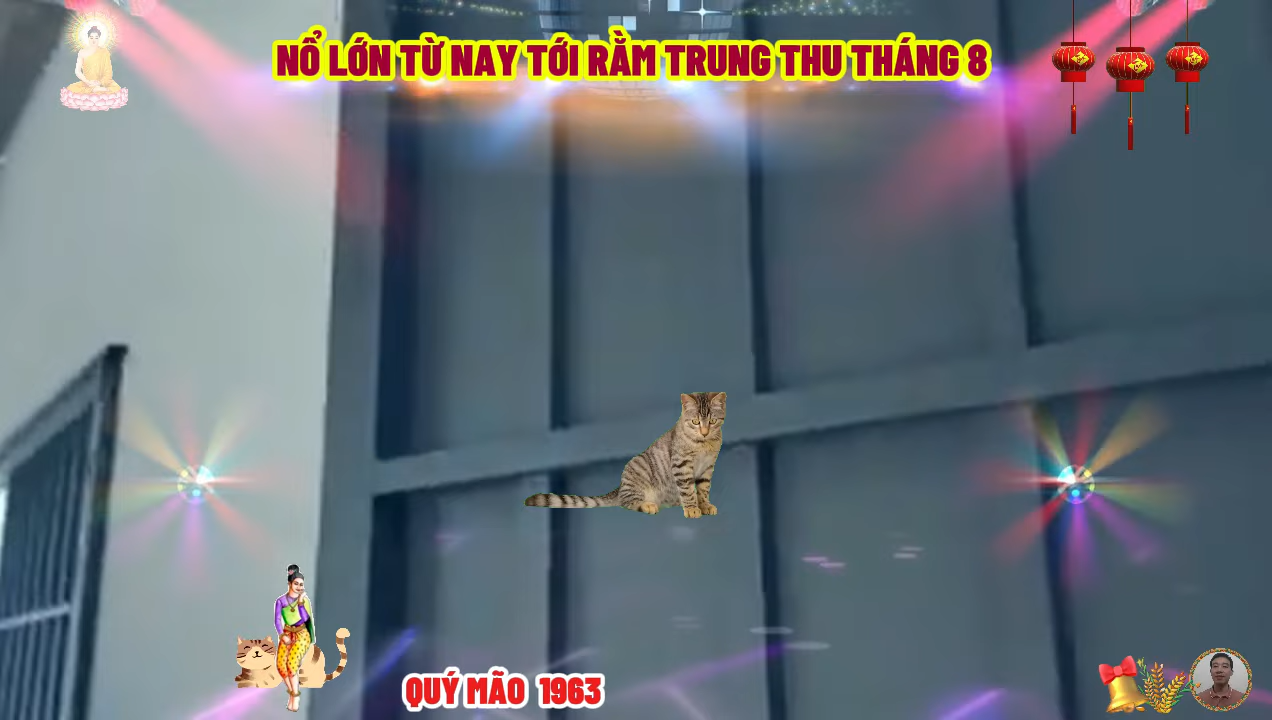 NỔ LỚN TỪ NAY TỚI RẰM TRUNG THU THÁNG 8
QUÝ MÃO 1963